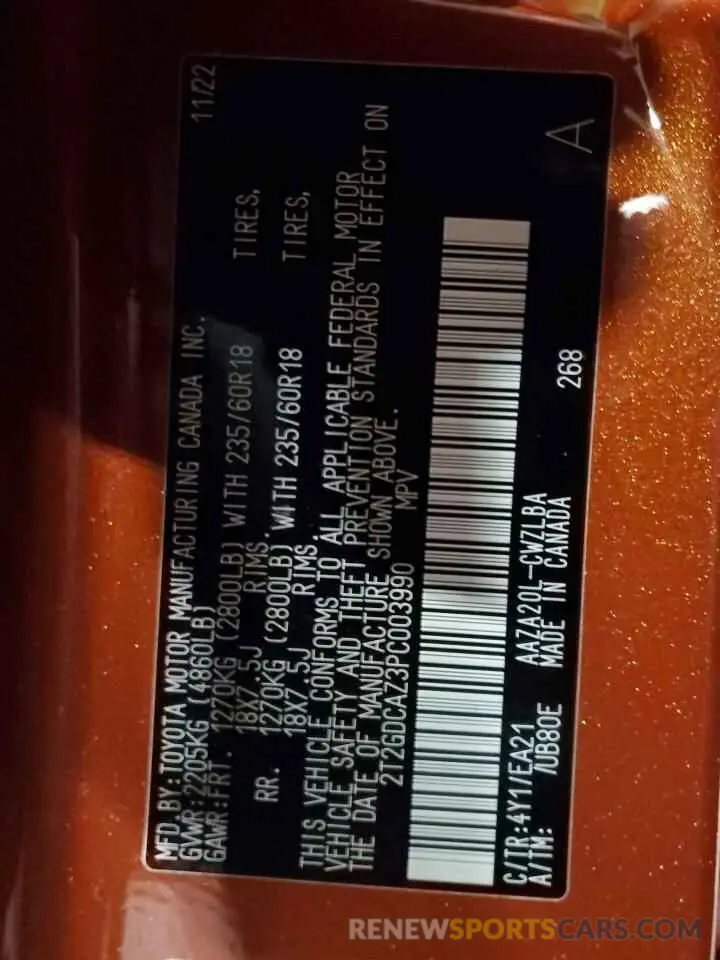 MFD.BY:TOYOTA MOTOR MANUFACTURING CANADA INC. 11/22
GVWR:2205KG (4860LB)
GAWR:FRT. 1270KG (2800LB) WITH 235/60R18 TIRES,
18X7.5J RIMS.
RR. 1270KG (2800LB) WITH 235/60R18 TIRES,
18X7.5J RIMS.
THIS VEHICLE CONFORMS TO ALL APPLICABLE FEDERAL MOTOR
VEHICLE SAFETY AND THEFT PREVENTION STANDARDS IN EFFECT ON
THE DATE OF MANUFACTURE SHOWN ABOVE.
2T2GDCAZ3PC003990 MPV
C/TR:4Y1/EA21 AAZA20L-CWZLBA 268
A/TM: /UB80E MADE IN CANADA
A
RENEWSPORTSCARS.COM